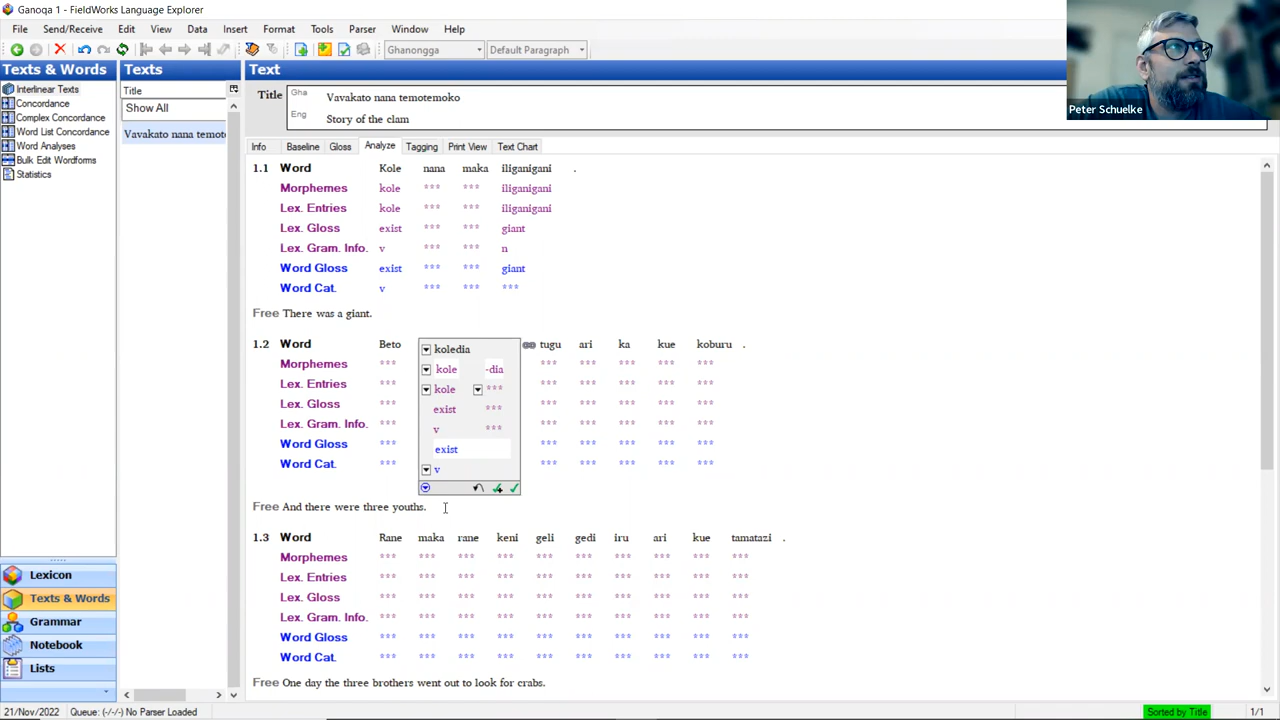 Ganoqa 1 - FieldWorks Language Explorer
File Send/Receive Edit View Data Insert Format Tools Parser Window Help
Ghanongga Default Paragraph
Peter Schuelke
Texts & Words
Interlinear Texts
Concordance
Complex Concordance
Word List Concordance
Word Analyses
Bulk Edit Wordforms
Statistics
Lexicon
Texts & Words
Grammar
Notebook
Lists
Texts
Title
Show All
Vavakato nana temot
Text
Title Gha Vavakato nana temotemoko
Eng Story of the clam
Info Baseline Gloss Analyze Tagging Print View Text Chart
1.1 Word Kole nana maka iliganigani .
Morphemes kole *** *** iliganigani
Lex. Entries kole *** *** iliganigani
Lex. Gloss exist *** *** giant
Lex. Gram. Info. v *** *** n
Word Gloss exist *** *** giant
Word Cat. v *** *** ***
Free There was a giant.
1.2 Word Beto koledia tugu ari ka kue koburu .
Morphemes *** kole -dia *** *** *** *** ***
Lex. Entries *** kole *** *** *** *** *** ***
Lex. Gloss *** exist *** *** *** *** *** ***
Lex. Gram. Info. *** v *** *** *** *** *** ***
Word Gloss *** exist *** *** *** *** ***
Word Cat. *** v *** *** *** *** ***
Free And there were three youths.
1.3 Word Rane maka rane keni geli gedi iru ari kue tamatazi .
Morphemes *** *** *** *** *** *** *** *** *** ***
Lex. Entries *** *** *** *** *** *** *** *** *** ***
Lex. Gloss *** *** *** *** *** *** *** *** *** ***
Lex. Gram. Info. *** *** *** *** *** *** *** *** *** ***
Word Gloss *** *** *** *** *** *** *** *** *** ***
Word Cat. *** *** *** *** *** *** *** *** *** ***
Free One day the three brothers went out to look for crabs.
21/Nov/2022 Queue: (-/-/-) No Parser Loaded Sorted by Title 1/1